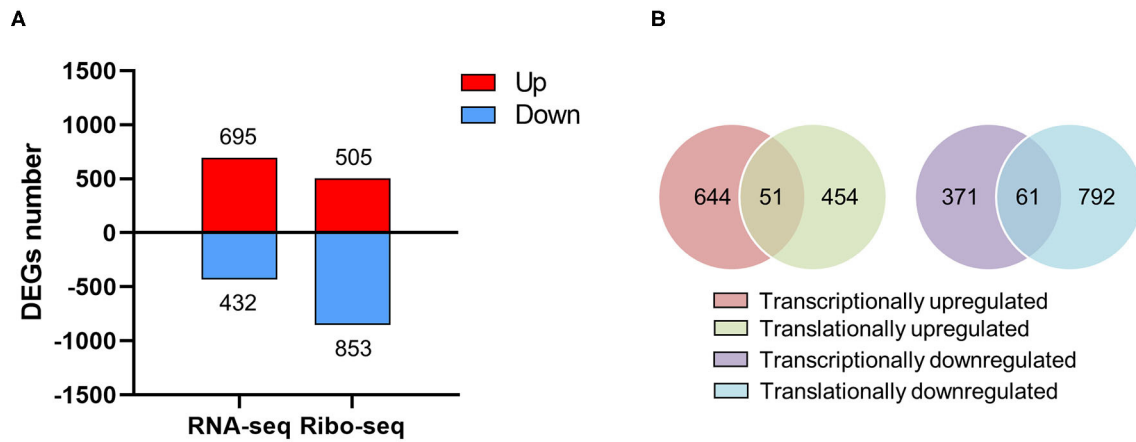 A
DEGs number
1500
1000
500
0
-500
-1000
-1500
695
505
432
853
RNA-seq Ribo-seq
Up
Down
B
644 51 454
371 61 792
Transcriptionally upregulated
Translationally upregulated
Transcriptionally downregulated
Translationally downregulated